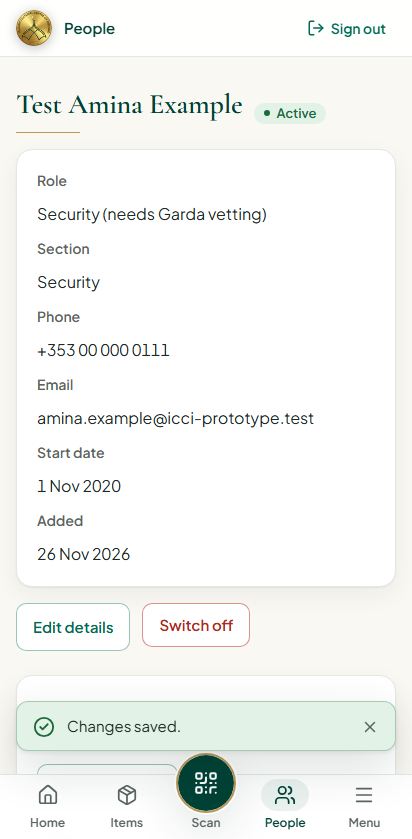 People
Sign out
Test Amina Example
Active
Role
Security (needs Garda vetting)
Section
Security
Phone
+353 00 000 0111
Email
amina.example@icci-prototype.test
Start date
1 Nov 2020
Added
26 Nov 2026
Edit details
Switch off
Changes saved.
Home
Items
Scan
People
Menu